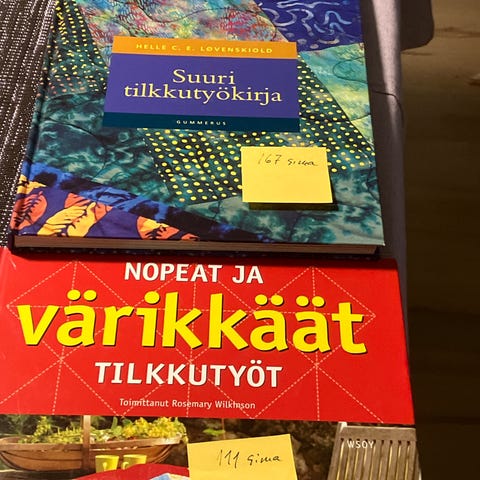 HELLE C. E. LØVENSKIOLD
Suuri
tilkkutyökirja
GUMMERUS
167 sivua
NOPEAT JA
värikkäät
TILKKUTYÖT
Toimittanut Rosemary Wilkinson
WSOY
111 sivua